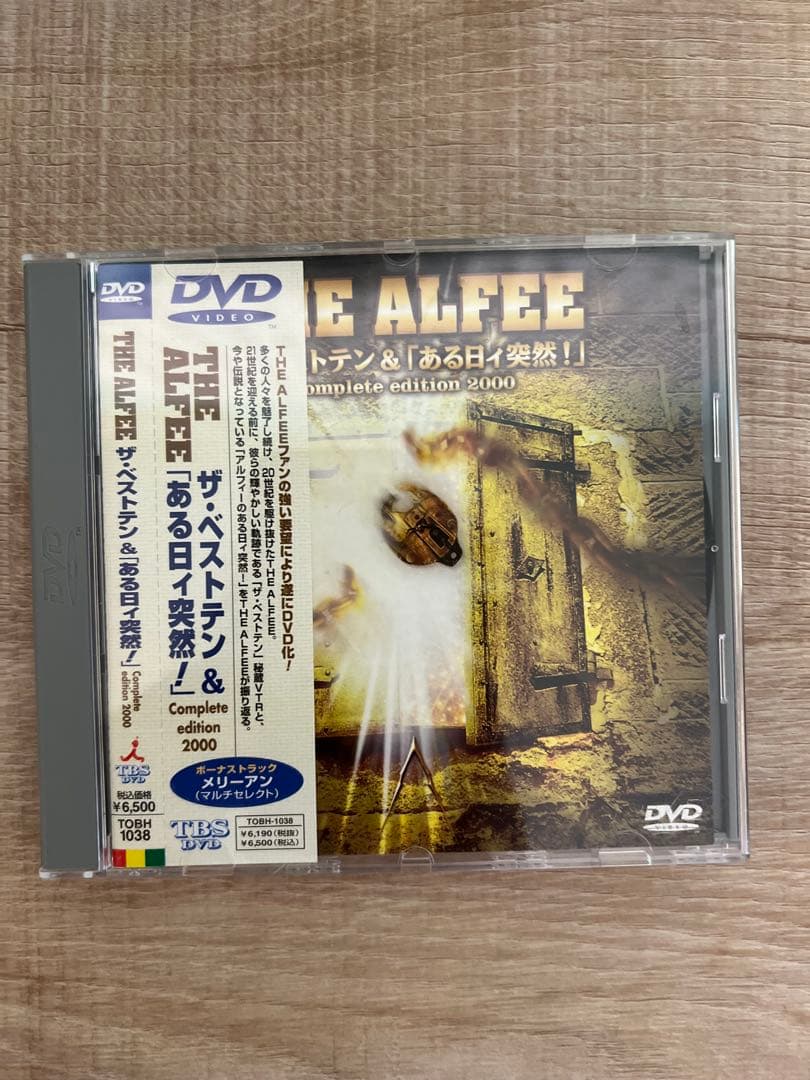 DVD
VIDEO
THE ALFEE ザ・ベストテン&「ある日ィ突然!」
Complete
edition 2000
TBS
DVD
税込価格
¥6,500
TOBH
1038
DVD
VIDEO
THE
ALFEE
ザ・ベストテン&
「ある日ィ突然!」
Complete
edition
2000
THE ALFEEファンの強い要望により遂にDVD化!
多くの人々を魅了し続け、20世紀を駆け抜けたTHE ALFEE。
21世紀を迎える前に、彼らの輝やかしい軌跡である「ザ・ベストテン」秘蔵VTRと、
今や伝説となっている「アルフィーのある日ィ突然!」をTHE ALFEEが振り返る。
ボーナストラック
メリーアン
(マルチセレクト)
TBS
DVD
TOBH-1038
¥6,190(税抜)
¥6,500(税込)
HE ALFEE
トテン&「ある日ィ突然!」
omplete edition 2000
DVD
VIDEO
DVD